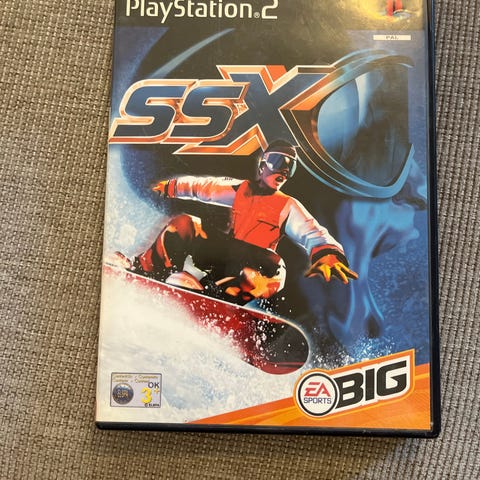 PlayStation®2
PAL
SSX
OK
3
EA
SPORTS
BIG